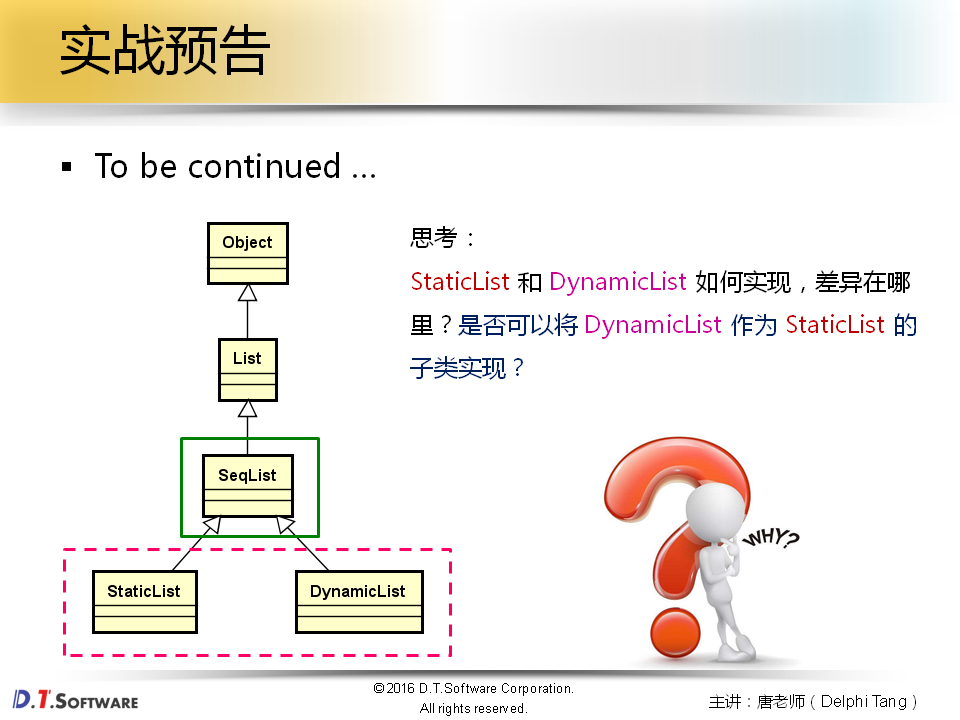 实战预告
▪ To be continued …
Object
List
SeqList
StaticList
DynamicList
思考：
StaticList 和 DynamicList 如何实现，差异在哪
里？是否可以将 DynamicList 作为 StaticList 的
子类实现？
WHY?
D.T.SOFTWARE
©2016 D.T.Software Corporation.
All rights reserved.
主讲：唐老师（Delphi Tang）